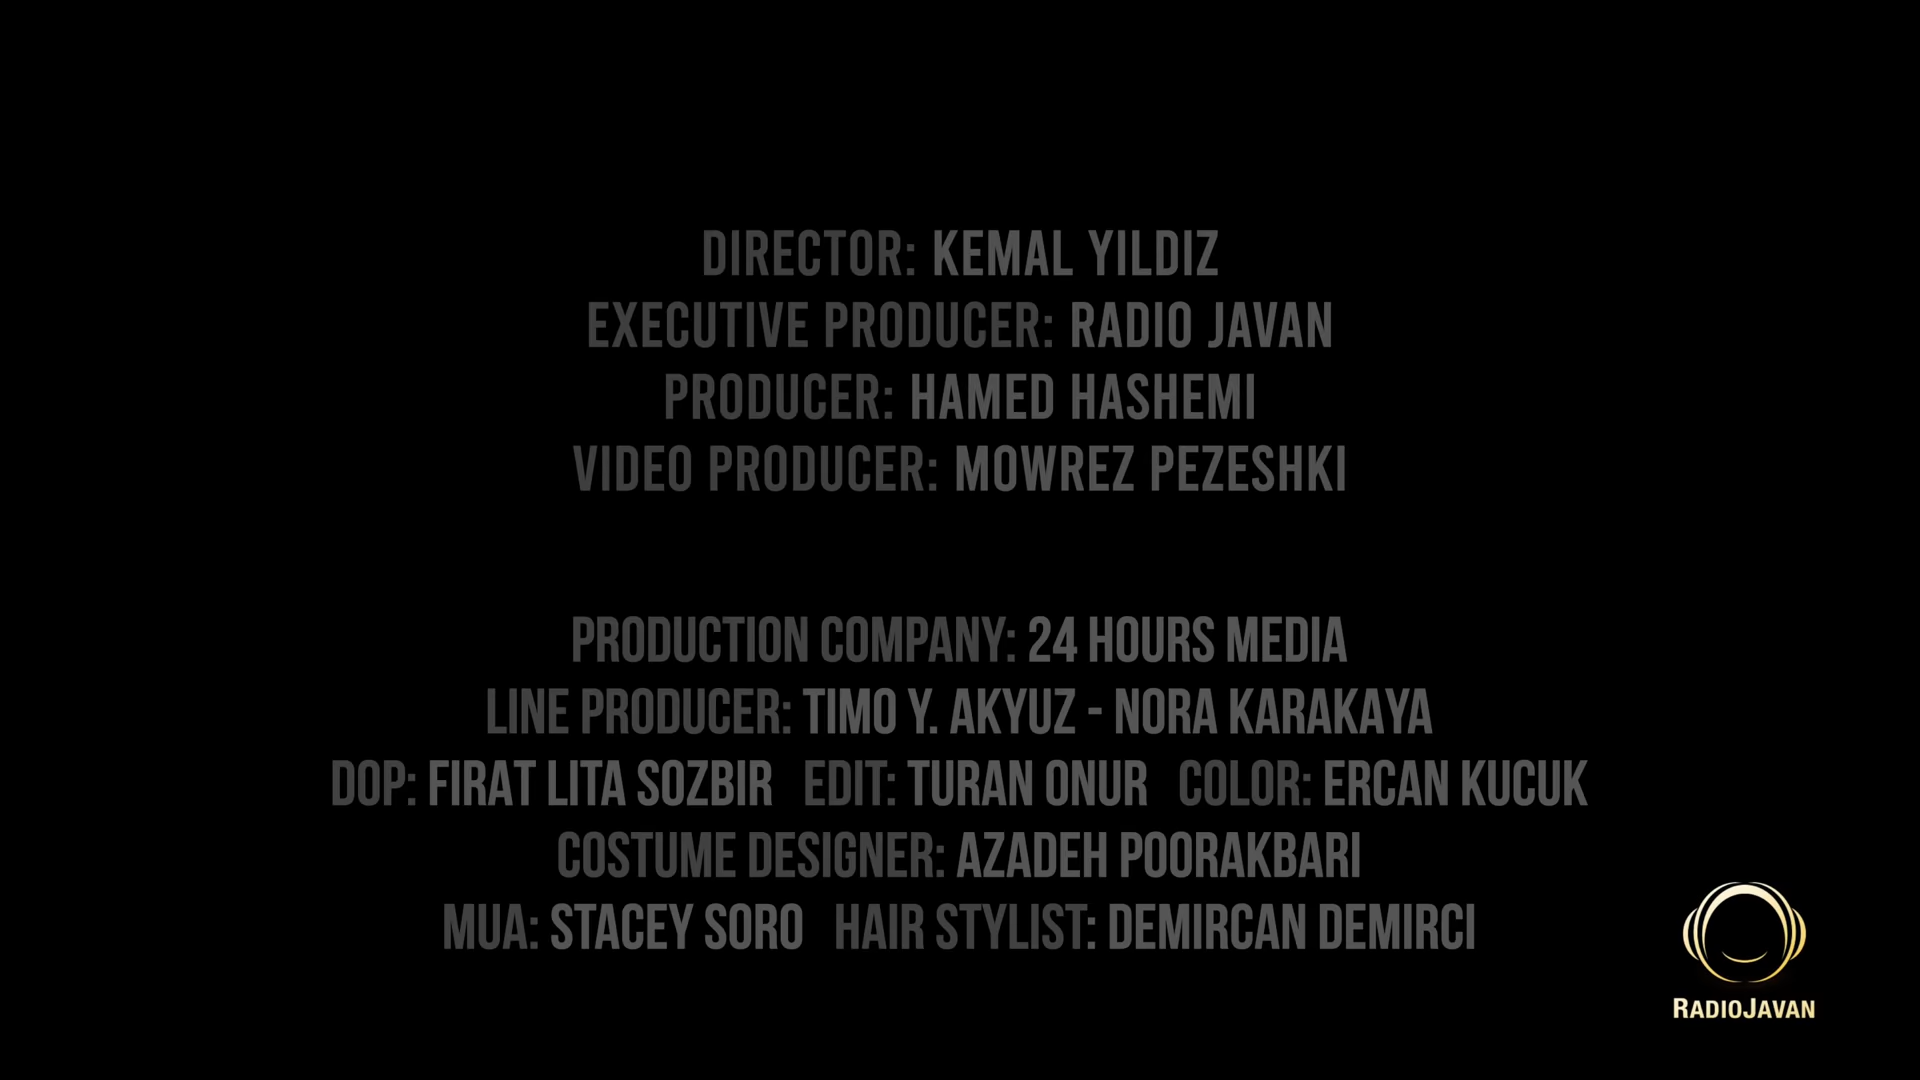 DIRECTOR: KEMAL YILDIZ
EXECUTIVE PRODUCER: RADIO JAVAN
PRODUCER: HAMED HASHEMI
VIDEO PRODUCER: MOWREZ PEZESHKI
PRODUCTION COMPANY: 24 HOURS MEDIA
LINE PRODUCER: TIMO Y. AKYUZ - NORA KARAKAYA
DOP: FIRAT LITA SOZBIR EDIT: TURAN ONUR COLOR: ERCAN KUCUK
COSTUME DESIGNER: AZADEH POORAKBARI
MUA: STACEY SORO HAIR STYLIST: DEMIRCAN DEMIRCI
RADIOJAVAN